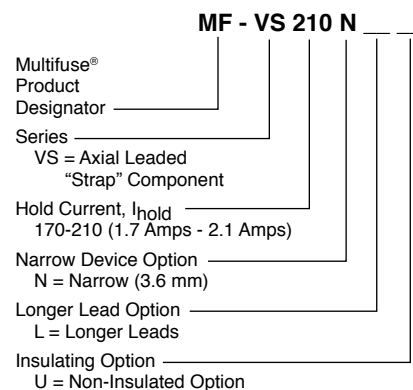 MF - VS 210 N __ __
Multifuse®
Product
Designator
Series
VS = Axial Leaded
“Strap” Component
Hold Current, Ihold
170-210 (1.7 Amps - 2.1 Amps)
Narrow Device Option
N = Narrow (3.6 mm)
Longer Lead Option
L = Longer Leads
Insulating Option
U = Non-Insulated Option